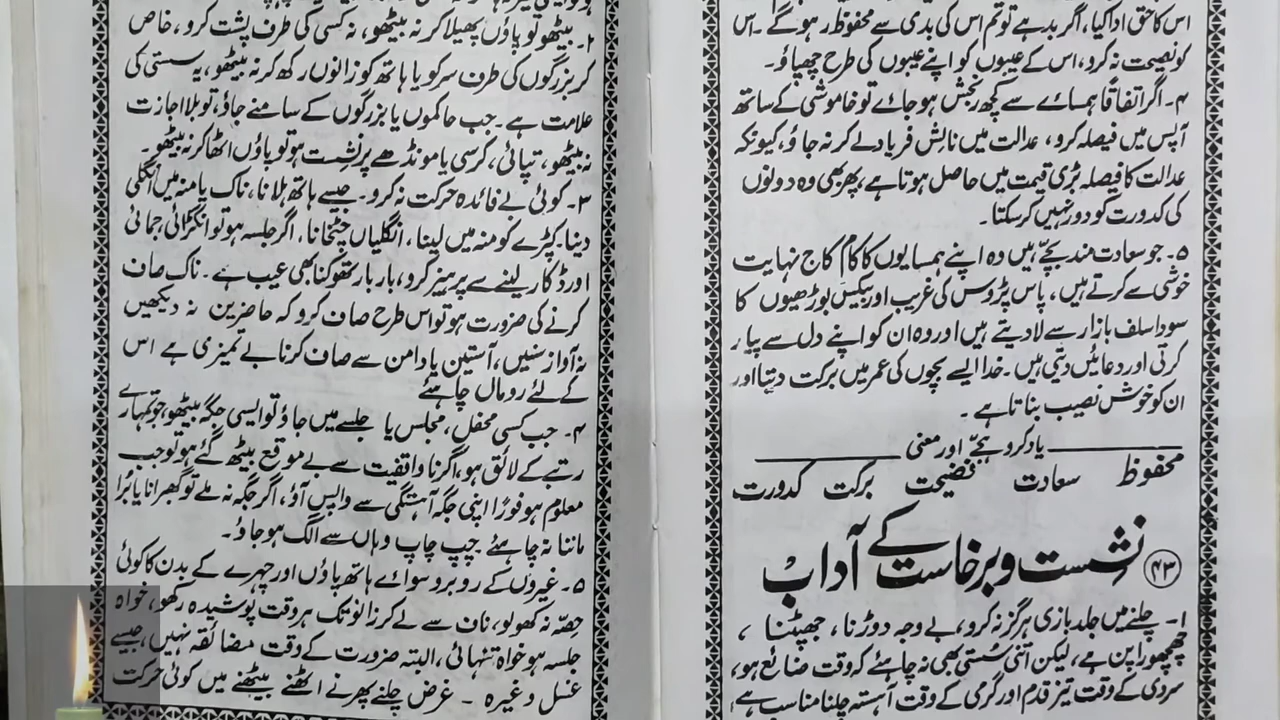 اس کا حق ادا کیا، اگر بد ہے تو تم اس کی بدی سے محفوظ رہو گے۔ اس
کو نصیحت نہ کرو، اس کے عیبوں کو اپنے عیبوں کی طرح چھپاؤ۔
۴۔ اگر اتفاقاً ہمسائے سے کچھ رنجش ہو جائے تو خاموشی کے ساتھ
آپس میں فیصلہ کرو، عدالت میں نالش فریاد لے کر نہ جاؤ، کیونکہ
عدالت کا فیصلہ بڑی قیمت میں حاصل ہوتا ہے، پھر بھی وہ دونوں
کی کدورت کو دور نہیں کر سکتا۔
۵۔ جو سعادت مند بچّے ہیں وہ اپنے ہمسایوں کا کام کاج نہایت
خوشی سے کرتے ہیں، پاس پڑوس کی غریب اور بیکس بوڑھیوں کا
سودا سلف بازار سے لا دیتے ہیں اور وہ ان کو اپنے دل سے پیار
کرتی اور دعائیں دیتی ہیں۔ خدا ایسے بچوں کی عمر میں برکت دیتا اور
ان کو خوش نصیب بناتا ہے۔
یاد کرو ہجّے اور معنی
محفوظ سعادت فضیحت برکت کدورت
۴۳ نشست و برخاست کے آداب
۱۔ چلنے میں جلد بازی ہرگز نہ کرو، بے وجہ دوڑنا، جھپٹنا،
چھچھورا پن ہے، لیکن اتنی سُستی بھی نہ چاہئے کہ وقت ضائع ہو،
سردی کے وقت تیز قدم اور گرمی کے وقت آہستہ چلنا مناسب ہے
۲۔ بیٹھو تو پاؤں پھیلا کر نہ بیٹھو، نہ کسی کی طرف پشت کرو، خاص
کر بزرگوں کی طرف سر کو یا ہاتھ کو زانوں رکھ کر نہ بیٹھو، یہ سستی کی
علامت ہے۔ جب حاکموں یا بزرگوں کے سامنے جاؤ، تو بلا اجازت
نہ بیٹھو، تپائی، کرسی یا مونڈھے پر نشست ہو تو پاؤں اٹھا کر نہ بیٹھو۔
۳۔ کوئی بے فائدہ حرکت نہ کرو۔ جیسے ہاتھ ہلانا، ناک یا منہ میں انگلی
دینا، کپڑے کو منہ میں لینا، انگلیاں چٹخانا، اگر جلسہ ہو تو انگڑائی، جمائی
اور ڈکار لینے سے پرہیز کرو، بار بار تھوکنا بھی عیب ہے۔ ناک صاف
کرنے کی ضرورت ہو تو اس طرح صاف کرو کہ حاضرین نہ دیکھیں
نہ آواز سنیں، آستین یا دامن سے صاف کرنا بے تمیزی ہے اس
کے لئے رومال چاہئے
۴۔ جب کسی محفل، مجلس یا جلسے میں جاؤ تو ایسی جگہ بیٹھو، جو تمہارے
رتبے کے لائق ہو، اگر ناواقفیت سے بے موقع بیٹھ گئے ہو تو جب
معلوم ہو فوراً اپنی جگہ آہستگی سے واپس آؤ، اگر جگہ نہ ملے تو گھبرانا یا بُرا
ماننا نہ چاہئے چپ چاپ وہاں سے الگ ہو جاؤ۔
۵۔ غیروں کے روبرو سوائے ہاتھ پاؤں اور چہرے کے بدن کا کوئی
حِصّہ نہ کھولو، ناف سے لے کر زانو تک ہر وقت پوشیدہ رکھو، خواہ
جلسہ ہو خواہ تنہائی، البتہ ضرورت کے وقت مضائقہ نہیں، جیسے
غسل وغیرہ ۔ غرض چلنے پھرنے اٹھنے بیٹھنے میں کوئی حرکت